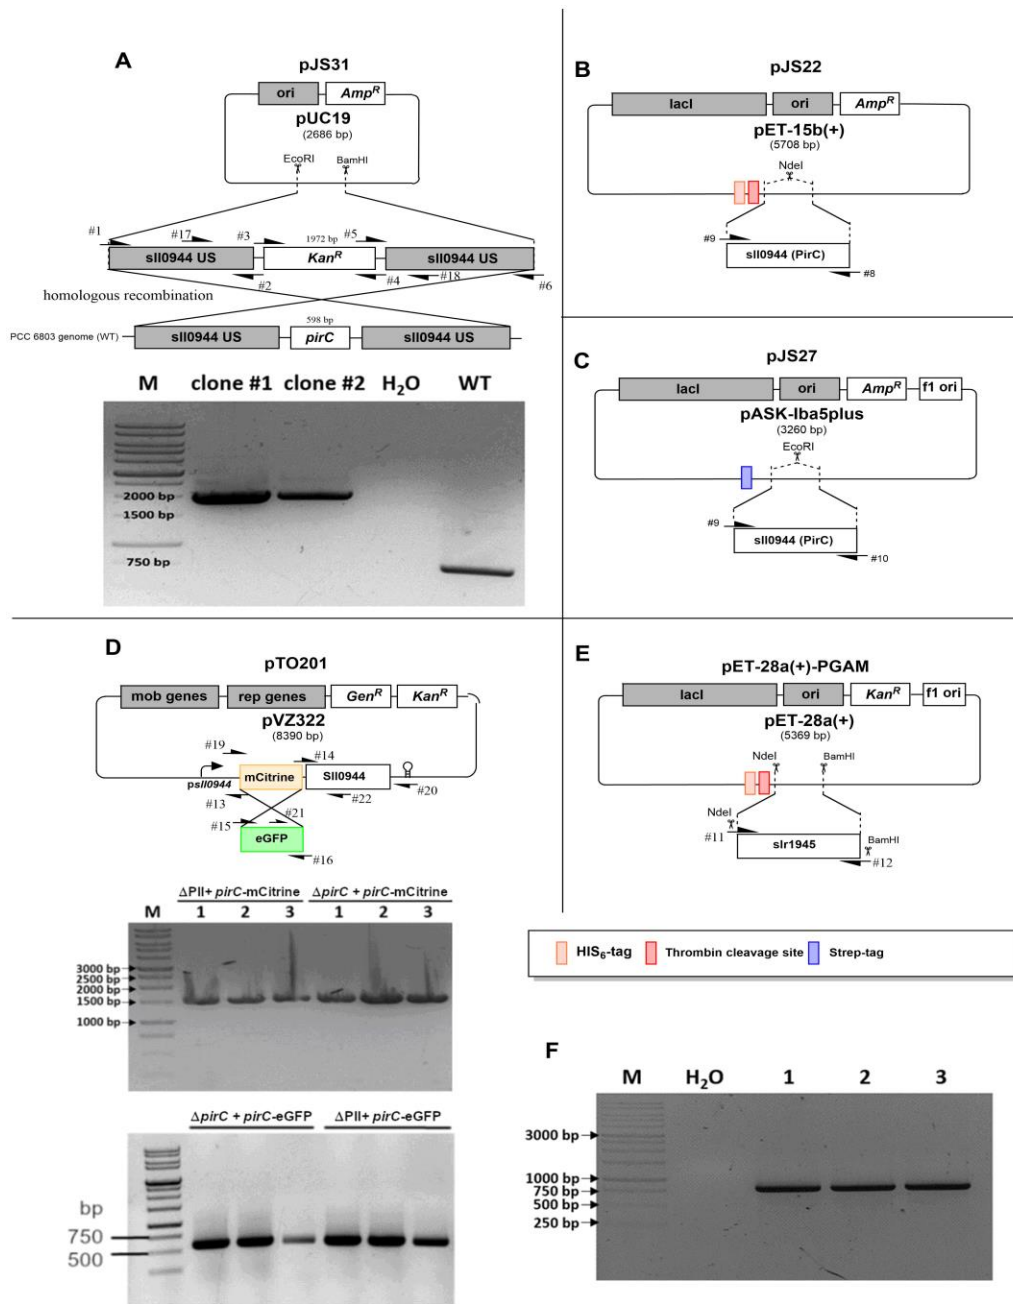 A
pJS31
ori
Amp^R
pUC19
(2686 bp)
EcoRI
BamHI
#1
#17
#3
1972 bp
#5
sll0944 US
Kan^R
sll0944 US
#2
#4
#18
#6
homologous recombination
598 bp
PCC 6803 genome (WT)
sll0944 US
pirC
sll0944 US
M clone #1 clone #2 H2O WT
2000 bp
1500 bp
750 bp
B
pJS22
lacI
ori
Amp^R
pET-15b(+)
(5708 bp)
NdeI
#9
sll0944 (PirC)
#8
C
pJS27
lacI
ori
Amp^R
f1 ori
pASK-Iba5plus
(3260 bp)
EcoRI
#9
sll0944 (PirC)
#10
D
pTO201
mob genes
rep genes
Gen^R
Kan^R
pVZ322
(8390 bp)
#19
#14
psll0944
mCitrine
Sll0944
#20
#13
#22
#15
#21
eGFP
#16
ΔPII+ pirC-mCitrine ΔpirC + pirC-mCitrine
M 1 2 3 1 2 3
3000 bp
2500 bp
2000 bp
1500 bp
1000 bp
ΔpirC + pirC-eGFP ΔPII+ pirC-eGFP
bp
750
500
E
pET-28a(+)-PGAM
lacI
ori
Kan^R
f1 ori
pET-28a(+)
(5369 bp)
NdeI
BamHI
NdeI
#11
slr1945
BamHI
#12
HIS6-tag Thrombin cleavage site Strep-tag
F
M H2O 1 2 3
3000 bp
1000 bp
750 bp
500 bp
250 bp